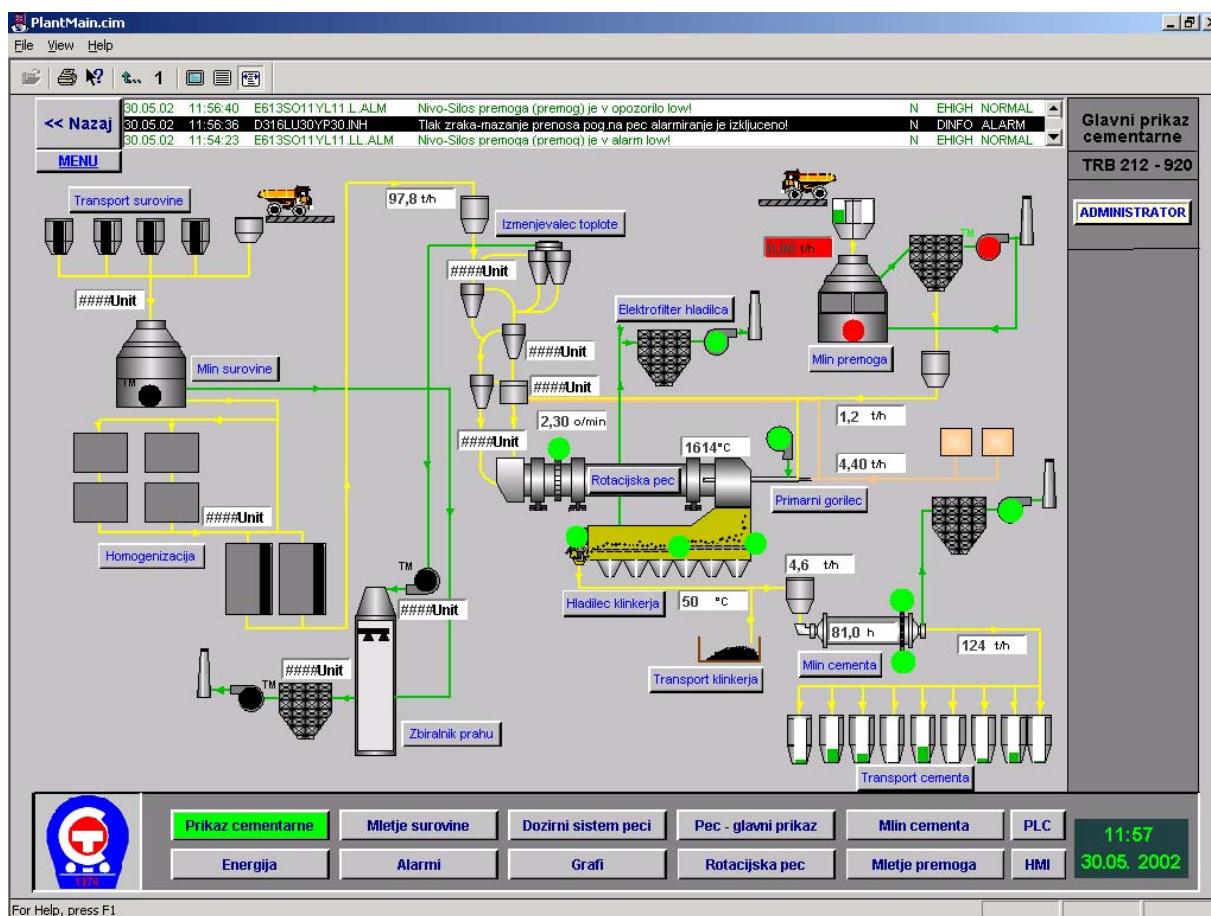 PlantMain.cim
File View Help
1
<< Nazaj
MENU
30.05.02 11:56:40 E613SO11YL11.L.ALM Nivo-Silos premoga (premog) je v opozorilo low! N EHIGH NORMAL
30.05.02 11:56:36 D316LU30YP30.INH Tlak zraka-mazanje prenosa pog.na pec alarmiranje je izkljuceno! N DINFO ALARM
30.05.02 11:54:23 E613SO11YL11.LL.ALM Nivo-Silos premoga (premog) je v alarm low! N EHIGH NORMAL
Glavni prikaz
cementarne
TRB 212 - 920
ADMINISTRATOR
Transport surovine
97,8 t/h
Izmenjevalec toplote
0,00 t/h
TM
####Unit
####Unit
Elektrofilter hladilca
Mlin surovine
TM
####Unit
Mlin premoga
####Unit
2,30 o/min
1,2 t/h
####Unit
1614°C
4,40 t/h
Rotacijska pec
Primarni gorilec
####Unit
Homogenizacija
TM
4,6 t/h
####Unit
Hladilec klinkerja
50 °C
81,0 h
124 t/h
Mlin cementa
####Unit
TM
Transport klinkerja
Zbiralnik prahu
Transport cementa
1376
Prikaz cementarne
Mletje surovine
Dozirni sistem peci
Pec - glavni prikaz
Mlin cementa
PLC
Energija
Alarmi
Grafi
Rotacijska pec
Mletje premoga
HMI
11:57
30.05. 2002
For Help, press F1